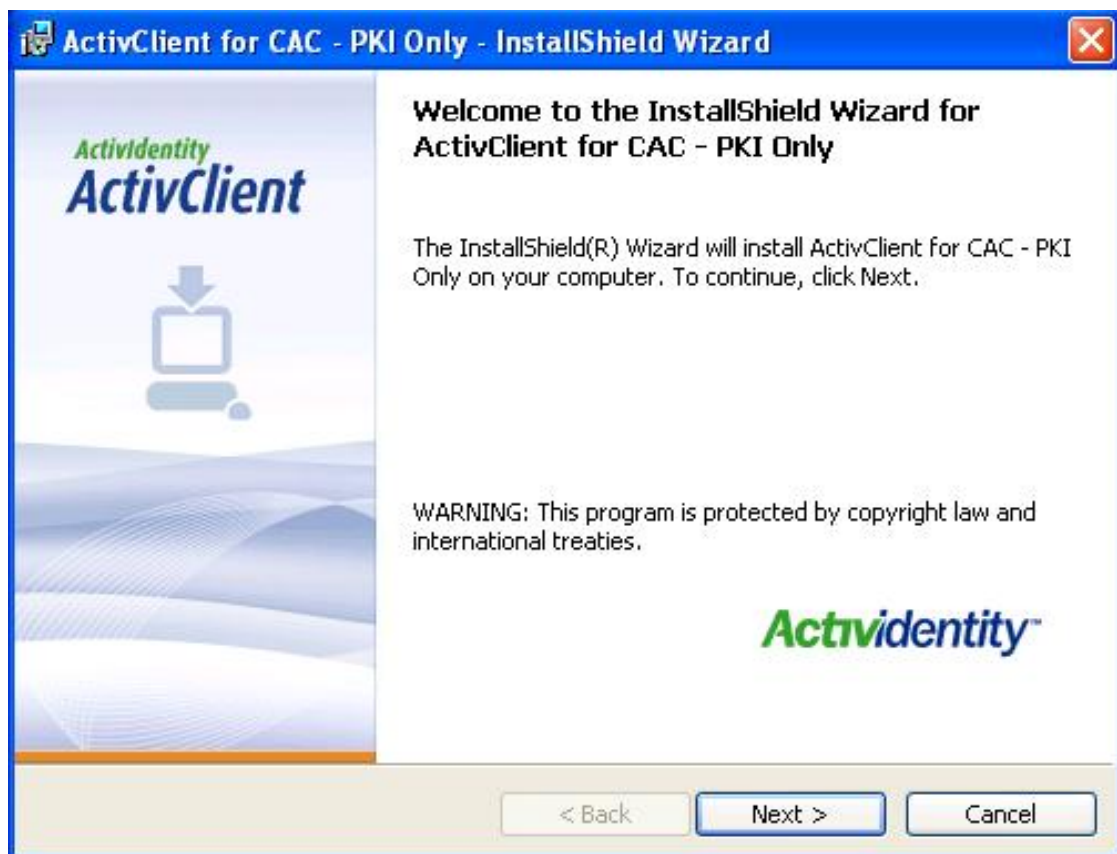 ActivClient for CAC - PKI Only - InstallShield Wizard
ActivIdentity
ActivClient
Welcome to the InstallShield Wizard for
ActivClient for CAC - PKI Only
The InstallShield(R) Wizard will install ActivClient for CAC - PKI
Only on your computer. To continue, click Next.
WARNING: This program is protected by copyright law and
international treaties.
ActivIdentity™
< Back
Next >
Cancel